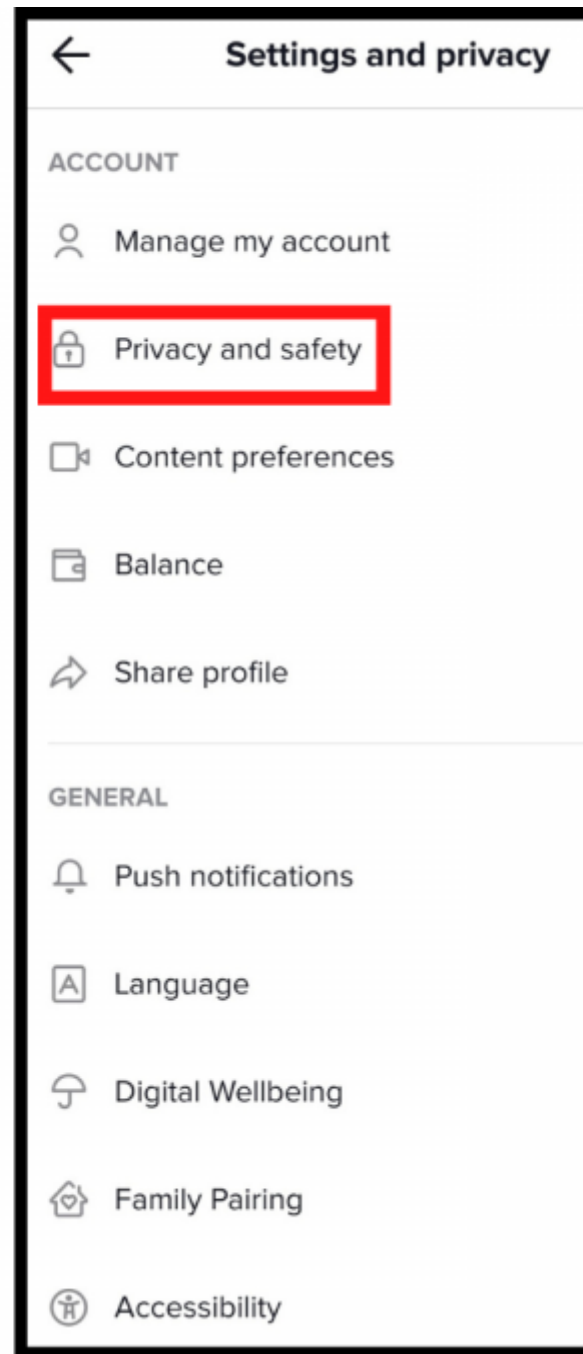 Settings and privacy
ACCOUNT
Manage my account
Privacy and safety
Content preferences
Balance
Share profile
GENERAL
Push notifications
A
Language
Digital Wellbeing
Family Pairing
Accessibility